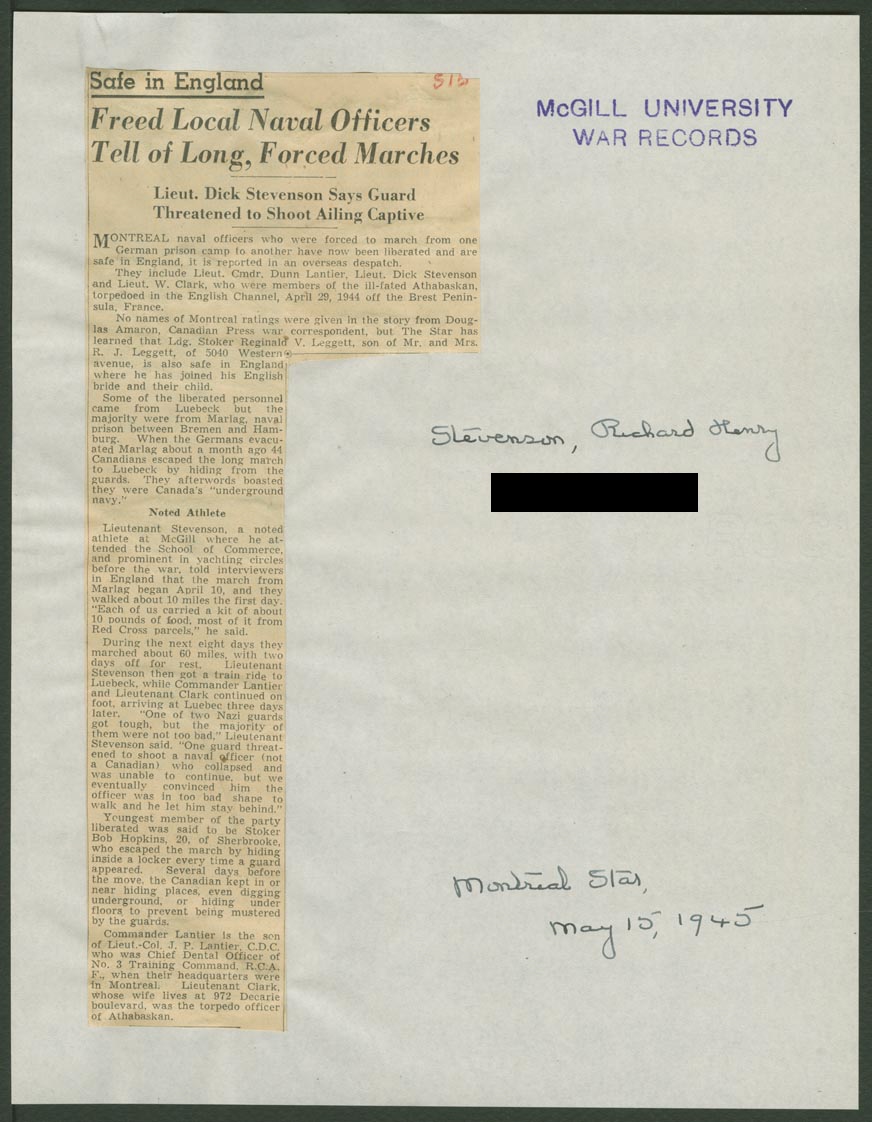 Safe in England
Freed Local Naval Officers
Tell of Long, Forced Marches
Lieut. Dick Stevenson Says Guard
Threatened to Shoot Ailing Captive
MONTREAL naval officers who were forced to march from one
German prison camp to another have now been liberated and are
safe in England, it is reported in an overseas despatch.
They include Lieut. Cmdr. Dunn Lantier, Lieut. Dick Stevenson
and Lieut. W. Clark, who were members of the ill-fated Athabaskan,
torpedoed in the English Channel, April 29, 1944 off the Brest Penin-
sula, France.
No names of Montreal ratings were given in the story from Doug-
las Amaron, Canadian Press war correspondent, but The Star has
learned that Ldg. Stoker Reginald V. Leggett, son of Mr. and Mrs.
R. J. Leggett, of 5040 Western
avenue, is also safe in England
where he has joined his English
bride and their child.
Some of the liberated personnel
came from Luebeck but the
majority were from Marlag, naval
prison between Bremen and Ham-
burg. When the Germans evacu-
ated Marlag about a month ago 44
Canadians escaped the long march
to Luebeck by hiding from the
guards. They afterwords boasted
they were Canada's "underground
navy."
Noted Athlete
Lieutenant Stevenson, a noted
athlete at McGill where he at-
tended the School of Commerce,
and prominent in yachting circles
before the war, told interviewers
in England that the march from
Marlag began April 10, and they
walked about 10 miles the first day.
"Each of us carried a kit of about
10 pounds of food, most of it from
Red Cross parcels," he said.
During the next eight days they
marched about 60 miles, with two
days off for rest. Lieutenant
Stevenson then got a train ride to
Luebeck, while Commander Lantier
and Lieutenant Clark continued on
foot, arriving at Luebec three days
later. "One of two Nazi guards
got tough, but the majority of
them were not too bad," Lieutenant
Stevenson said. "One guard threat-
ened to shoot a naval officer (not
a Canadian) who collapsed and
was unable to continue, but we
eventually convinced him the
officer was in too bad shape to
walk and he let him stay behind."
Youngest member of the party
liberated was said to be Stoker
Bob Hopkins, 20, of Sherbrooke,
who escaped the march by hiding
inside a locker every time a guard
appeared. Several days before
the move, the Canadian kept in or
near hiding places, even digging
underground, or hiding under
floors to prevent being mustered
by the guards.
Commander Lantier is the son
of Lieut.-Col. J. P. Lantier, C.D.C.
who was Chief Dental Officer of
No. 3 Training Command, R.C.A.
F., when their headquarters were
in Montreal. Lieutenant Clark,
whose wife lives at 972 Decarie
boulevard, was the torpedo officer
of Athabaskan.
McGILL UNIVERSITY
WAR RECORDS
Stevenson, Richard Henry
Montreal Star,
May 15, 1945